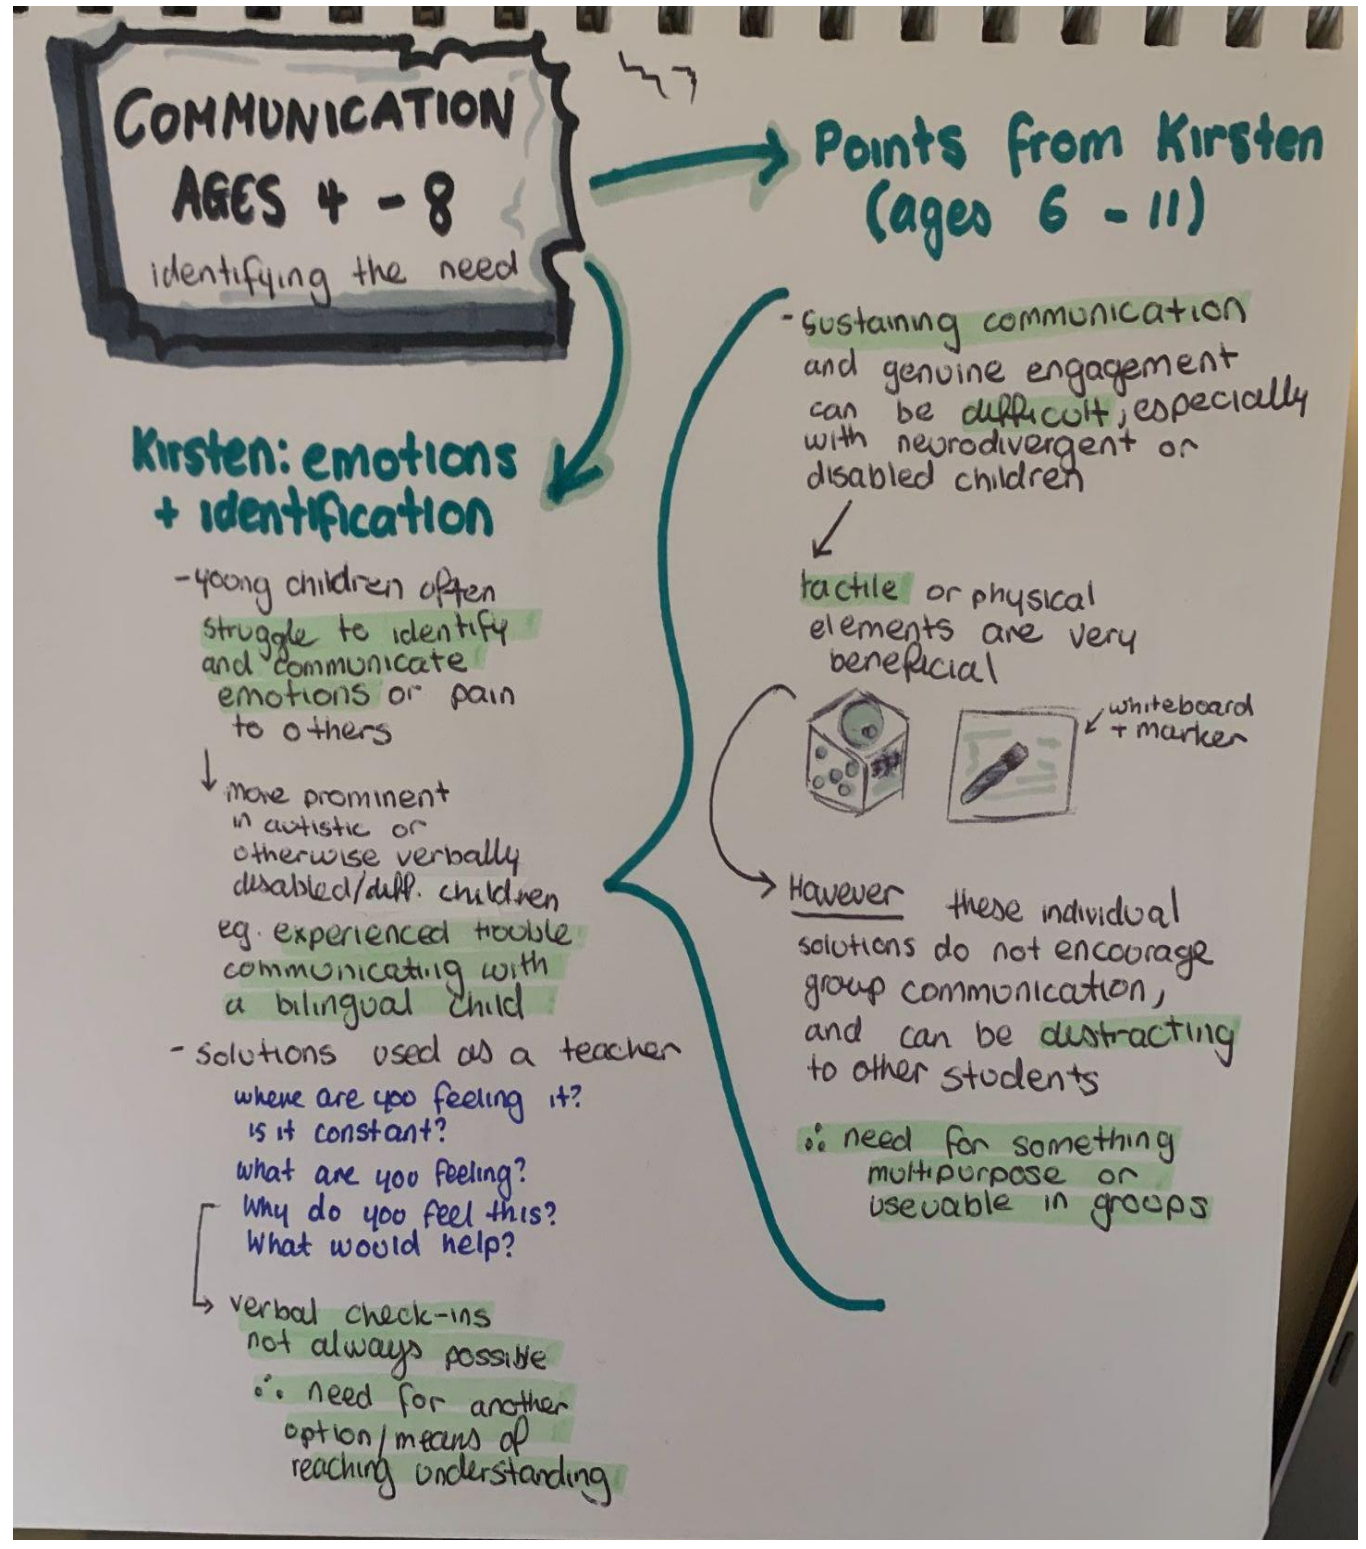 COMMUNICATION
AGES 4 - 8
identifying the need
Kirsten: emotions
+ identification
- young children often
struggle to identify
and communicate
emotions or pain
to others
more prominent
in autistic or
otherwise verbally
disabled/diff. children
eg. experienced trouble
communicating with
a bilingual child
- solutions used as a teacher
where are you feeling it?
is it constant?
what are you feeling?
Why do you feel this?
What would help?
verbal check-ins
not always possible
∴ need for another
option/means of
reaching understanding
Points from Kirsten
(ages 6 - 11)
- sustaining communication
and genuine engagement
can be difficult, especially
with neurodivergent or
disabled children
tactile or physical
elements are very
beneficial
whiteboard
+ marker
However these individual
solutions do not encourage
group communication,
and can be distracting
to other students
∴ need for something
multipurpose or
useuable in groups